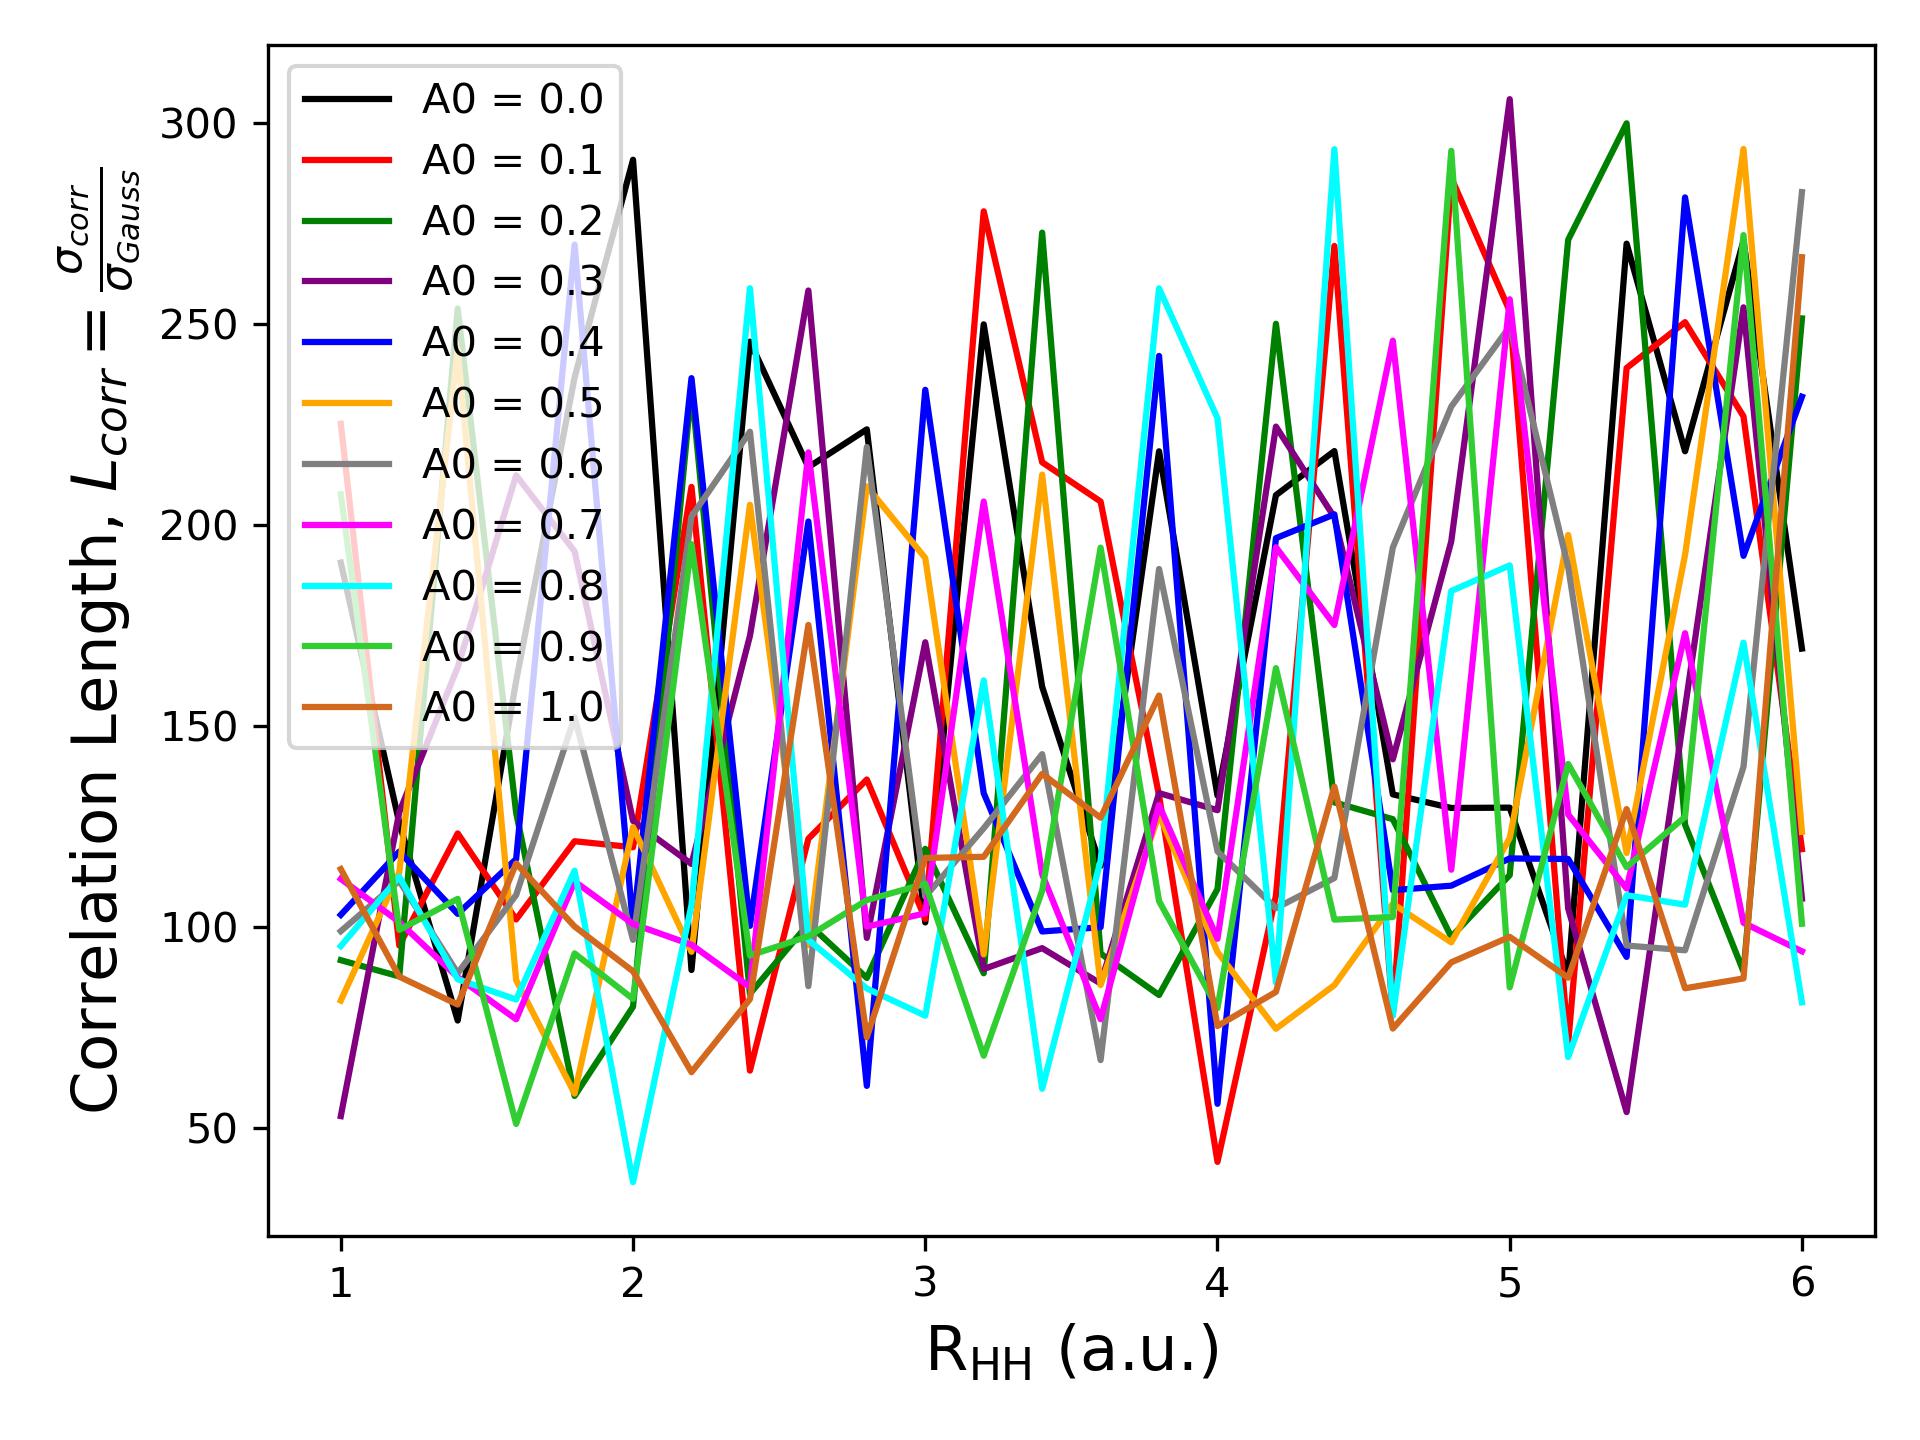 A0 = 0.0
A0 = 0.1
A0 = 0.2
A0 = 0.3
A0 = 0.4
A0 = 0.5
A0 = 0.6
A0 = 0.7
A0 = 0.8
A0 = 0.9
A0 = 1.0
300
250
200
150
100
50
Correlation Length, L_corr = σ_corr/σ_Gauss
1 2 3 4 5 6
R_HH (a.u.)